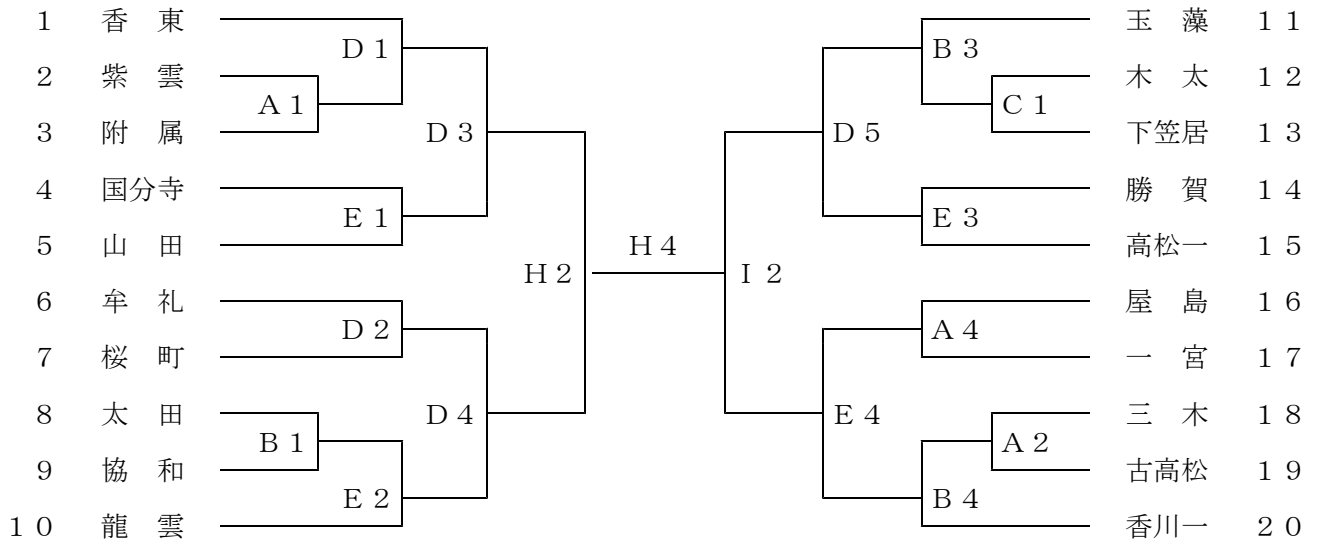 １ 香　東 玉　藻 １１
Ｄ１ Ｂ３
２ 紫　雲 木　太 １２
Ａ１ Ｃ１
３ 附　属 Ｄ３ Ｄ５ 下笠居 １３
４ 国分寺 勝　賀 １４
Ｅ１ Ｅ３
５ 山　田 Ｈ４ 高松一 １５
Ｈ２ Ｉ２
６ 牟　礼 屋　島 １６
Ｄ２ Ａ４
７ 桜　町 一　宮 １７
８ 太　田 Ｄ４ Ｅ４ 三　木 １８
Ｂ１ Ａ２
９ 協　和 古高松 １９
Ｅ２ Ｂ４
１０ 龍　雲 香川一 ２０